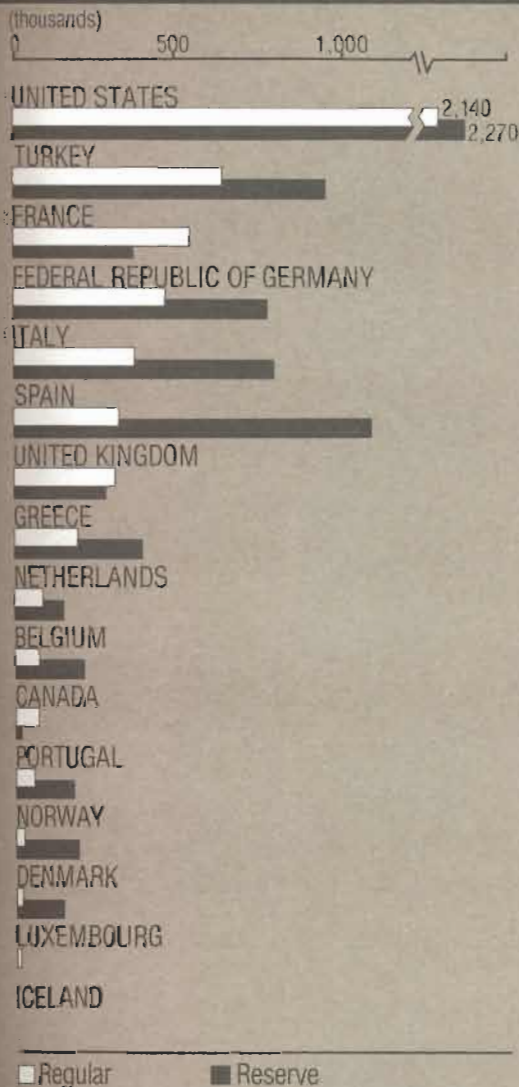 (thousands)
0 500 1.000
UNITED STATES
2,140
2,270
TURKEY
FRANCE
FEDERAL REPUBLIC OF GERMANY
ITALY
SPAIN
UNITED KINGDOM
GREECE
NETHERLANDS
BELGIUM
CANADA
PORTUGAL
NORWAY
DENMARK
LUXEMBOURG
ICELAND
Regular Reserve